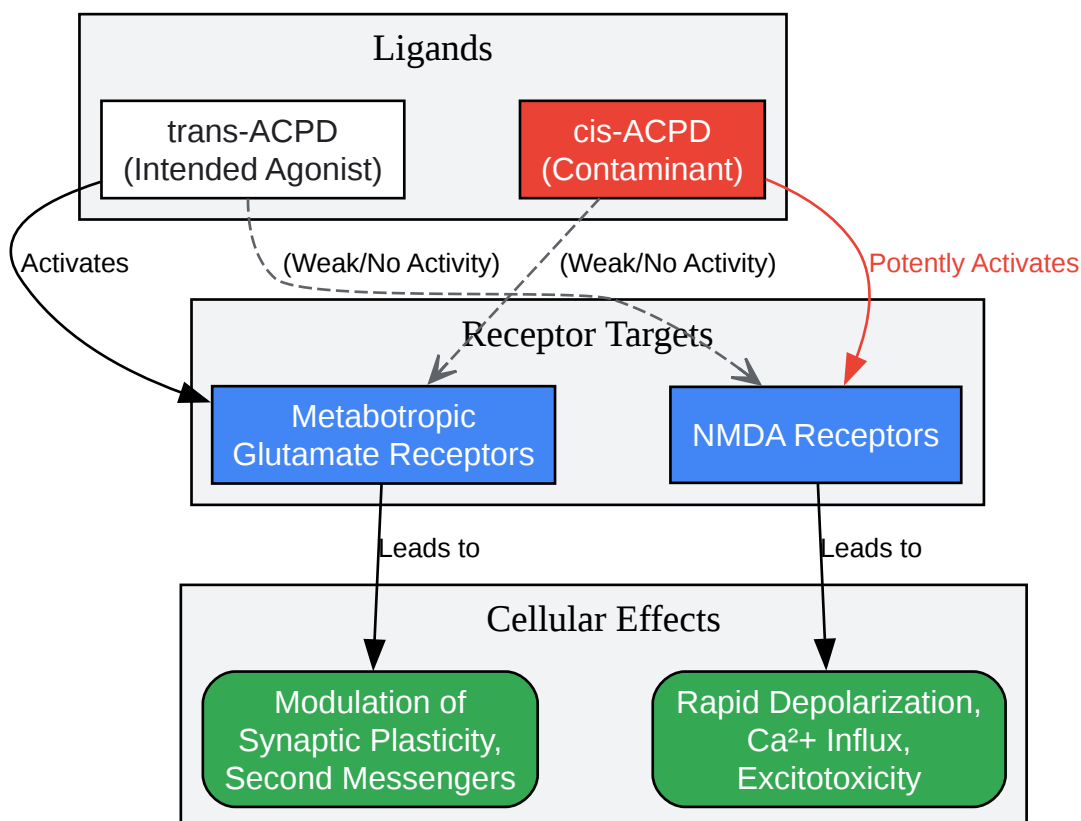 Ligands
trans-ACPD
(Intended Agonist)
cis-ACPD
(Contaminant)
Activates
(Weak/No Activity)
(Weak/No Activity)
Potently Activates
Receptor Targets
Metabotropic
Glutamate Receptors
NMDA Receptors
Leads to
Leads to
Cellular Effects
Modulation of
Synaptic Plasticity,
Second Messengers
Rapid Depolarization,
Ca²+ Influx,
Excitotoxicity